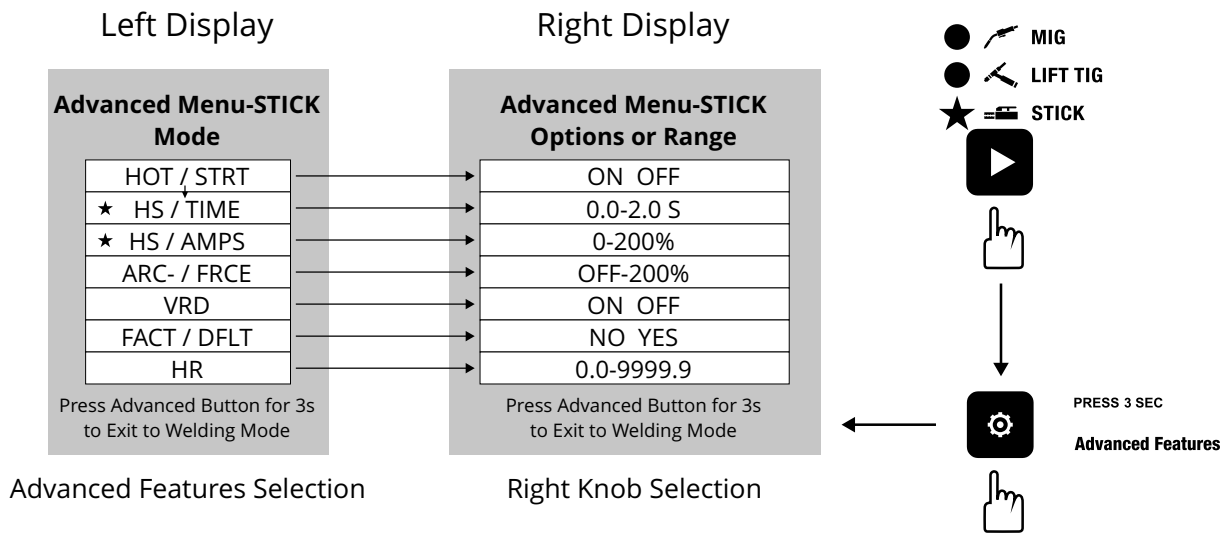 Left Display
Advanced Menu-STICK
Mode
HOT / STRT
HS / TIME
HS / AMPS
ARC- / FRCE
VRD
FACT / DFLT
HR
Press Advanced Button for 3s
to Exit to Welding Mode
Advanced Features Selection
Right Display
Advanced Menu-STICK
Options or Range
ON OFF
0.0-2.0 S
0-200%
OFF-200%
ON OFF
NO YES
0.0-9999.9
Press Advanced Button for 3s
to Exit to Welding Mode
Right Knob Selection
MIG
LIFT TIG
STICK
PRESS 3 SEC
Advanced Features